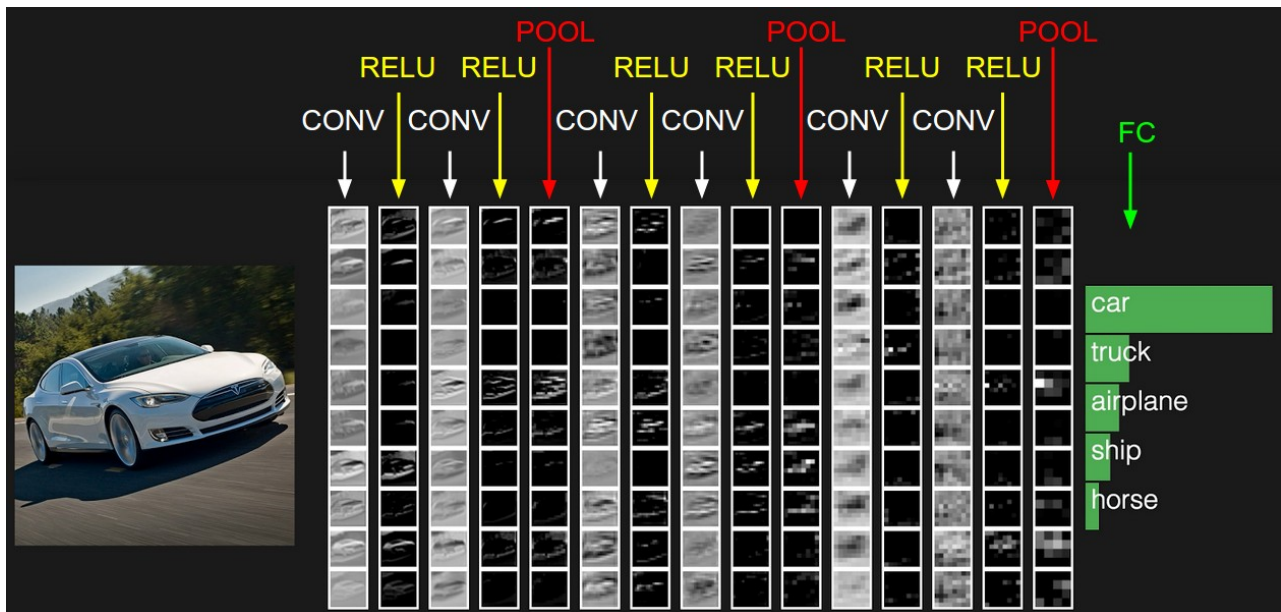 POOL POOL POOL
RELU RELU RELU RELU RELU RELU
CONV CONV CONV CONV CONV CONV
FC
car
truck
airplane
ship
horse